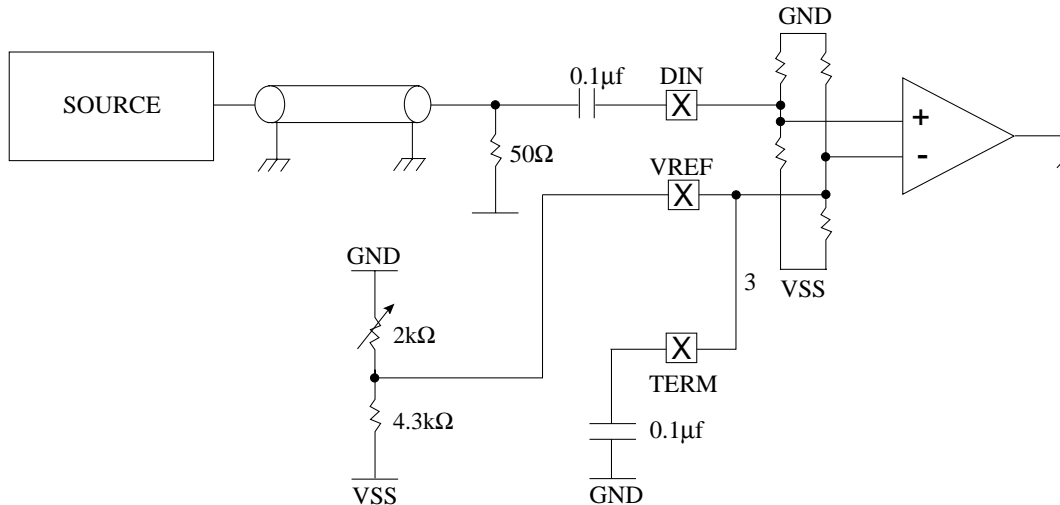 GND
0.1µf
DIN
SOURCE
+
50Ω
VREF
-
GND
VSS
3
2kΩ
TERM
4.3kΩ
0.1µf
VSS
GND
X
X
X